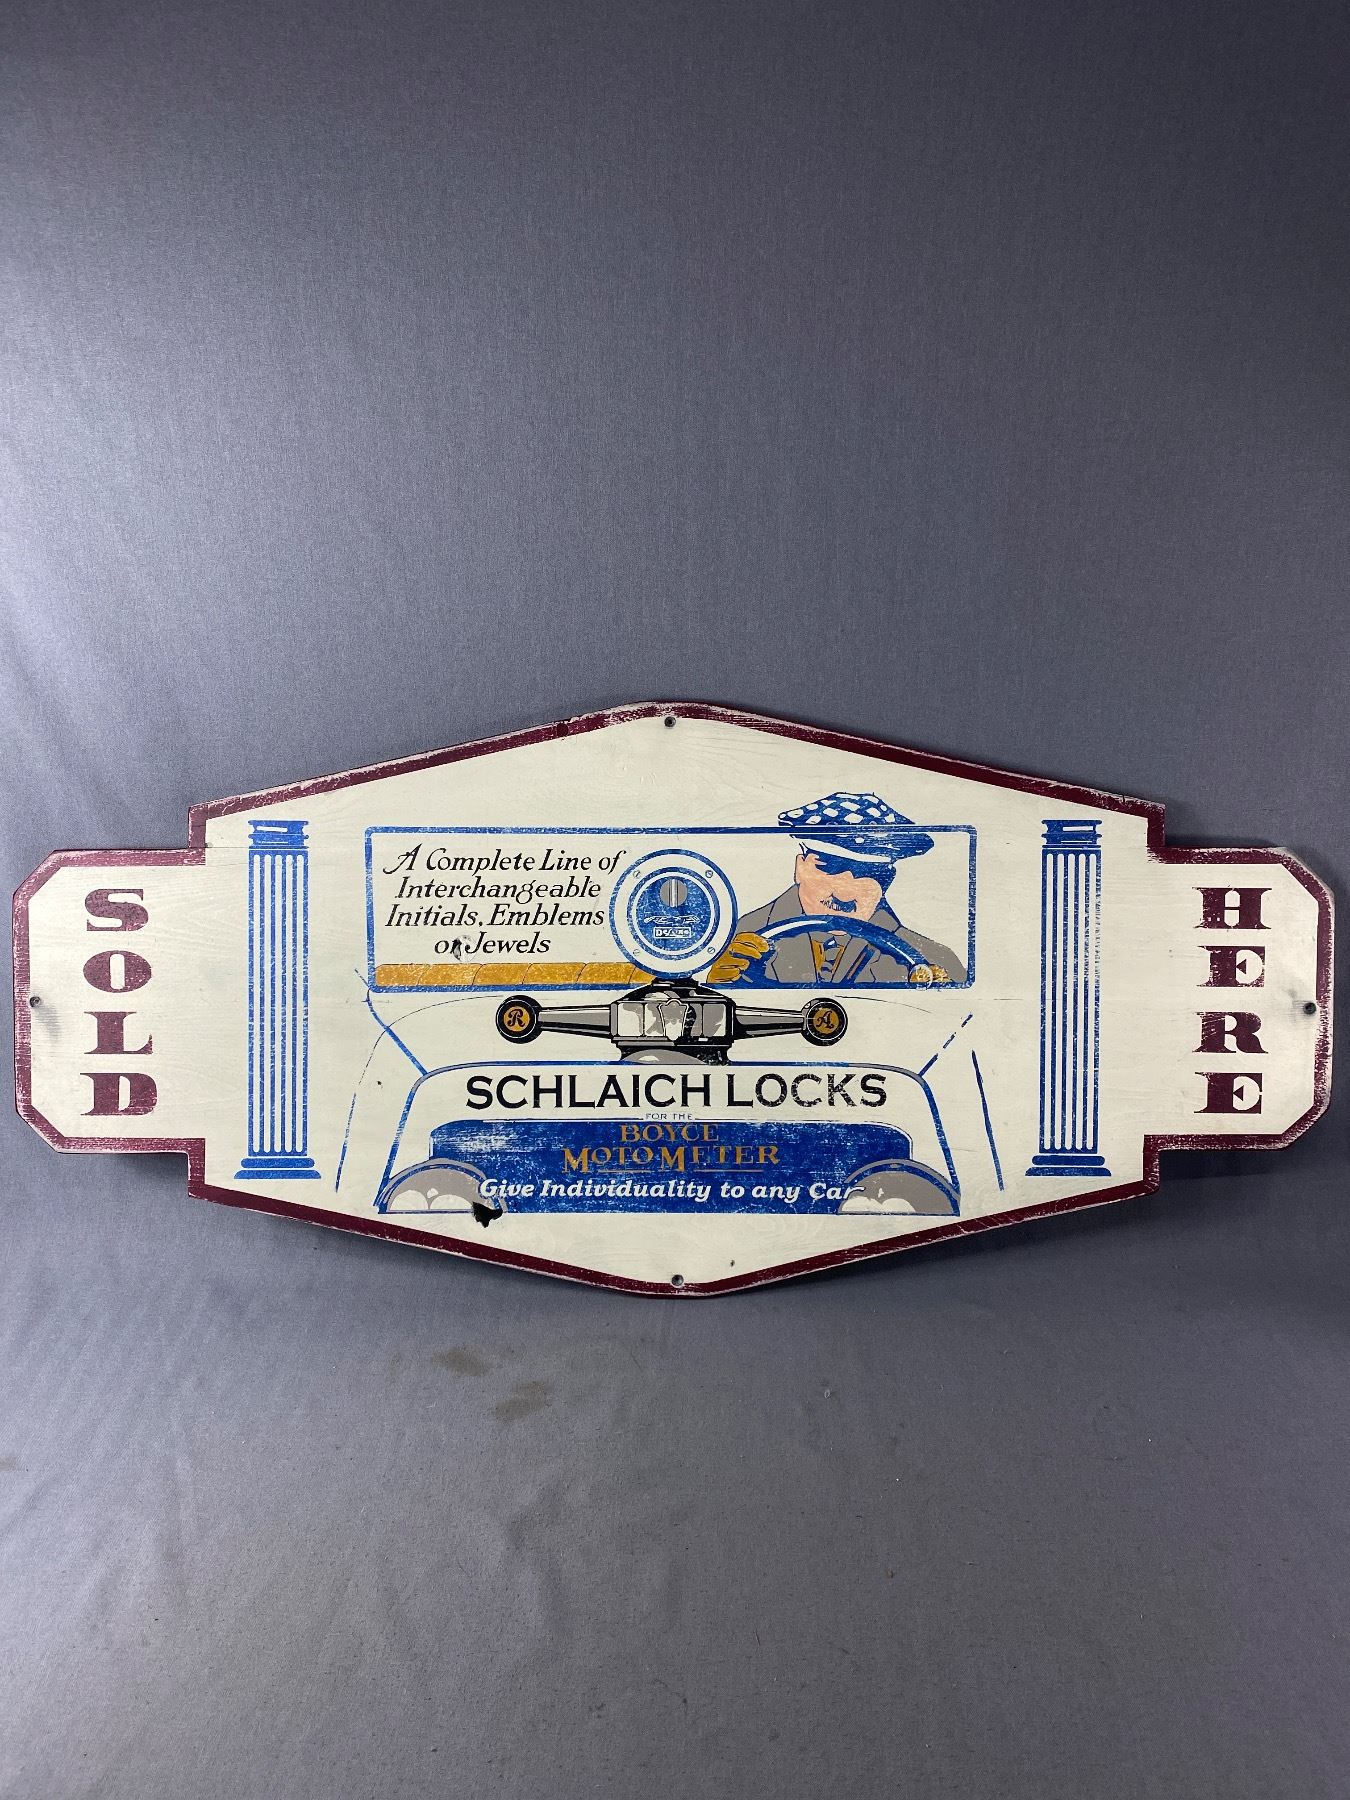 SOLD
A Complete Line of
Interchangeable
Initials, Emblems
or Jewels
DELUXE
R
A
SCHLAICH LOCKS
FOR THE
BOYCE
MOTOMETER
Give Individuality to any Car
HERE